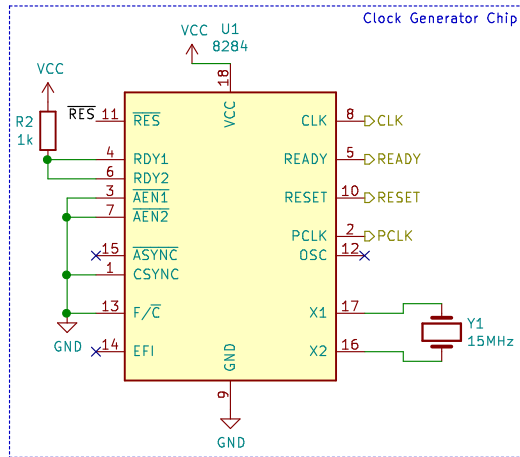 Clock Generator Chip
VCC
U1
8284
VCC
18
VCC
R2
1k
RES
11
RES
CLK
8
CLK
4
RDY1
READY
5
READY
6
RDY2
3
AEN1
RESET
10
RESET
7
AEN2
PCLK
2
PCLK
15
ASYNC
OSC
12
1
CSYNC
13
F/C
X1
17
Y1
15MHz
GND
14
EFI
X2
16
GND
9
GND